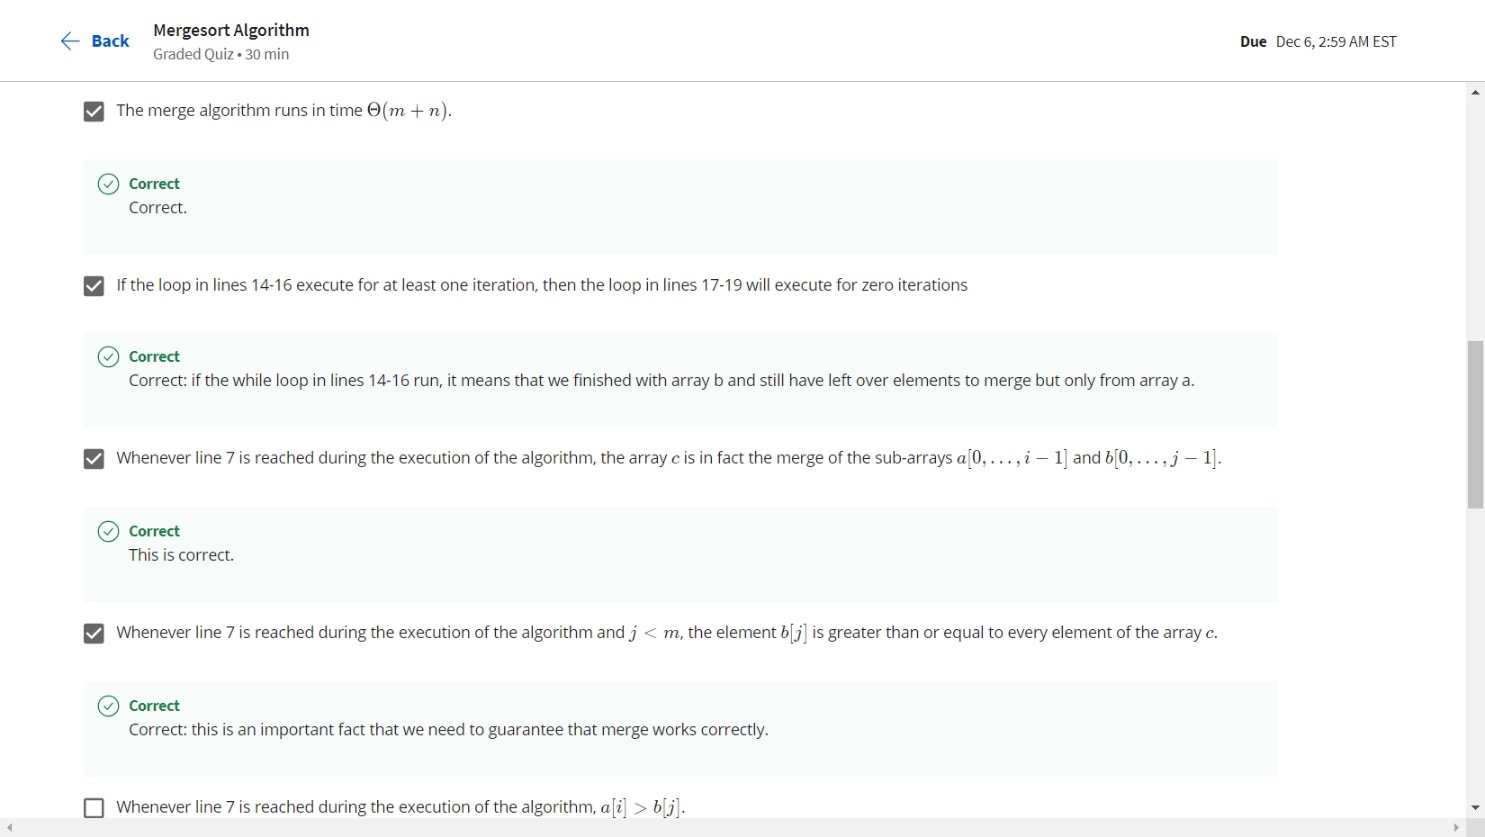 Back
Mergesort Algorithm
Graded Quiz • 30 min
Due Dec 6, 2:59 AM EST
The merge algorithm runs in time Θ(m + n).
Correct
Correct.
If the loop in lines 14-16 execute for at least one iteration, then the loop in lines 17-19 will execute for zero iterations
Correct
Correct: if the while loop in lines 14-16 run, it means that we finished with array b and still have left over elements to merge but only from array a.
Whenever line 7 is reached during the execution of the algorithm, the array c is in fact the merge of the sub-arrays a[0, . . . , i − 1] and b[0, . . . , j − 1].
Correct
This is correct.
Whenever line 7 is reached during the execution of the algorithm and j < m, the element b[j] is greater than or equal to every element of the array c.
Correct
Correct: this is an important fact that we need to guarantee that merge works correctly.
Whenever line 7 is reached during the execution of the algorithm, a[i] > b[j].